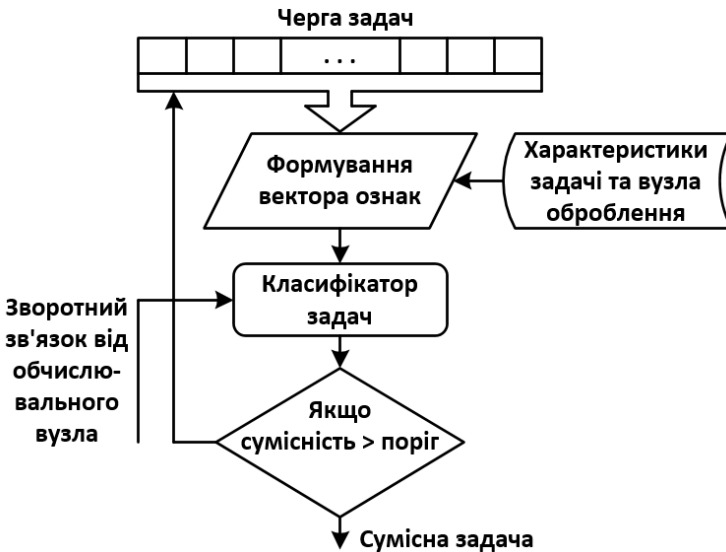 Черга задач
...
Формування
вектора ознак
Характеристики
задачі та вузла
оброблення
Класифікатор
задач
Зворотний
зв'язок від
обчислю-
вального
вузла
Якщо
сумісність > поріг
Сумісна задача